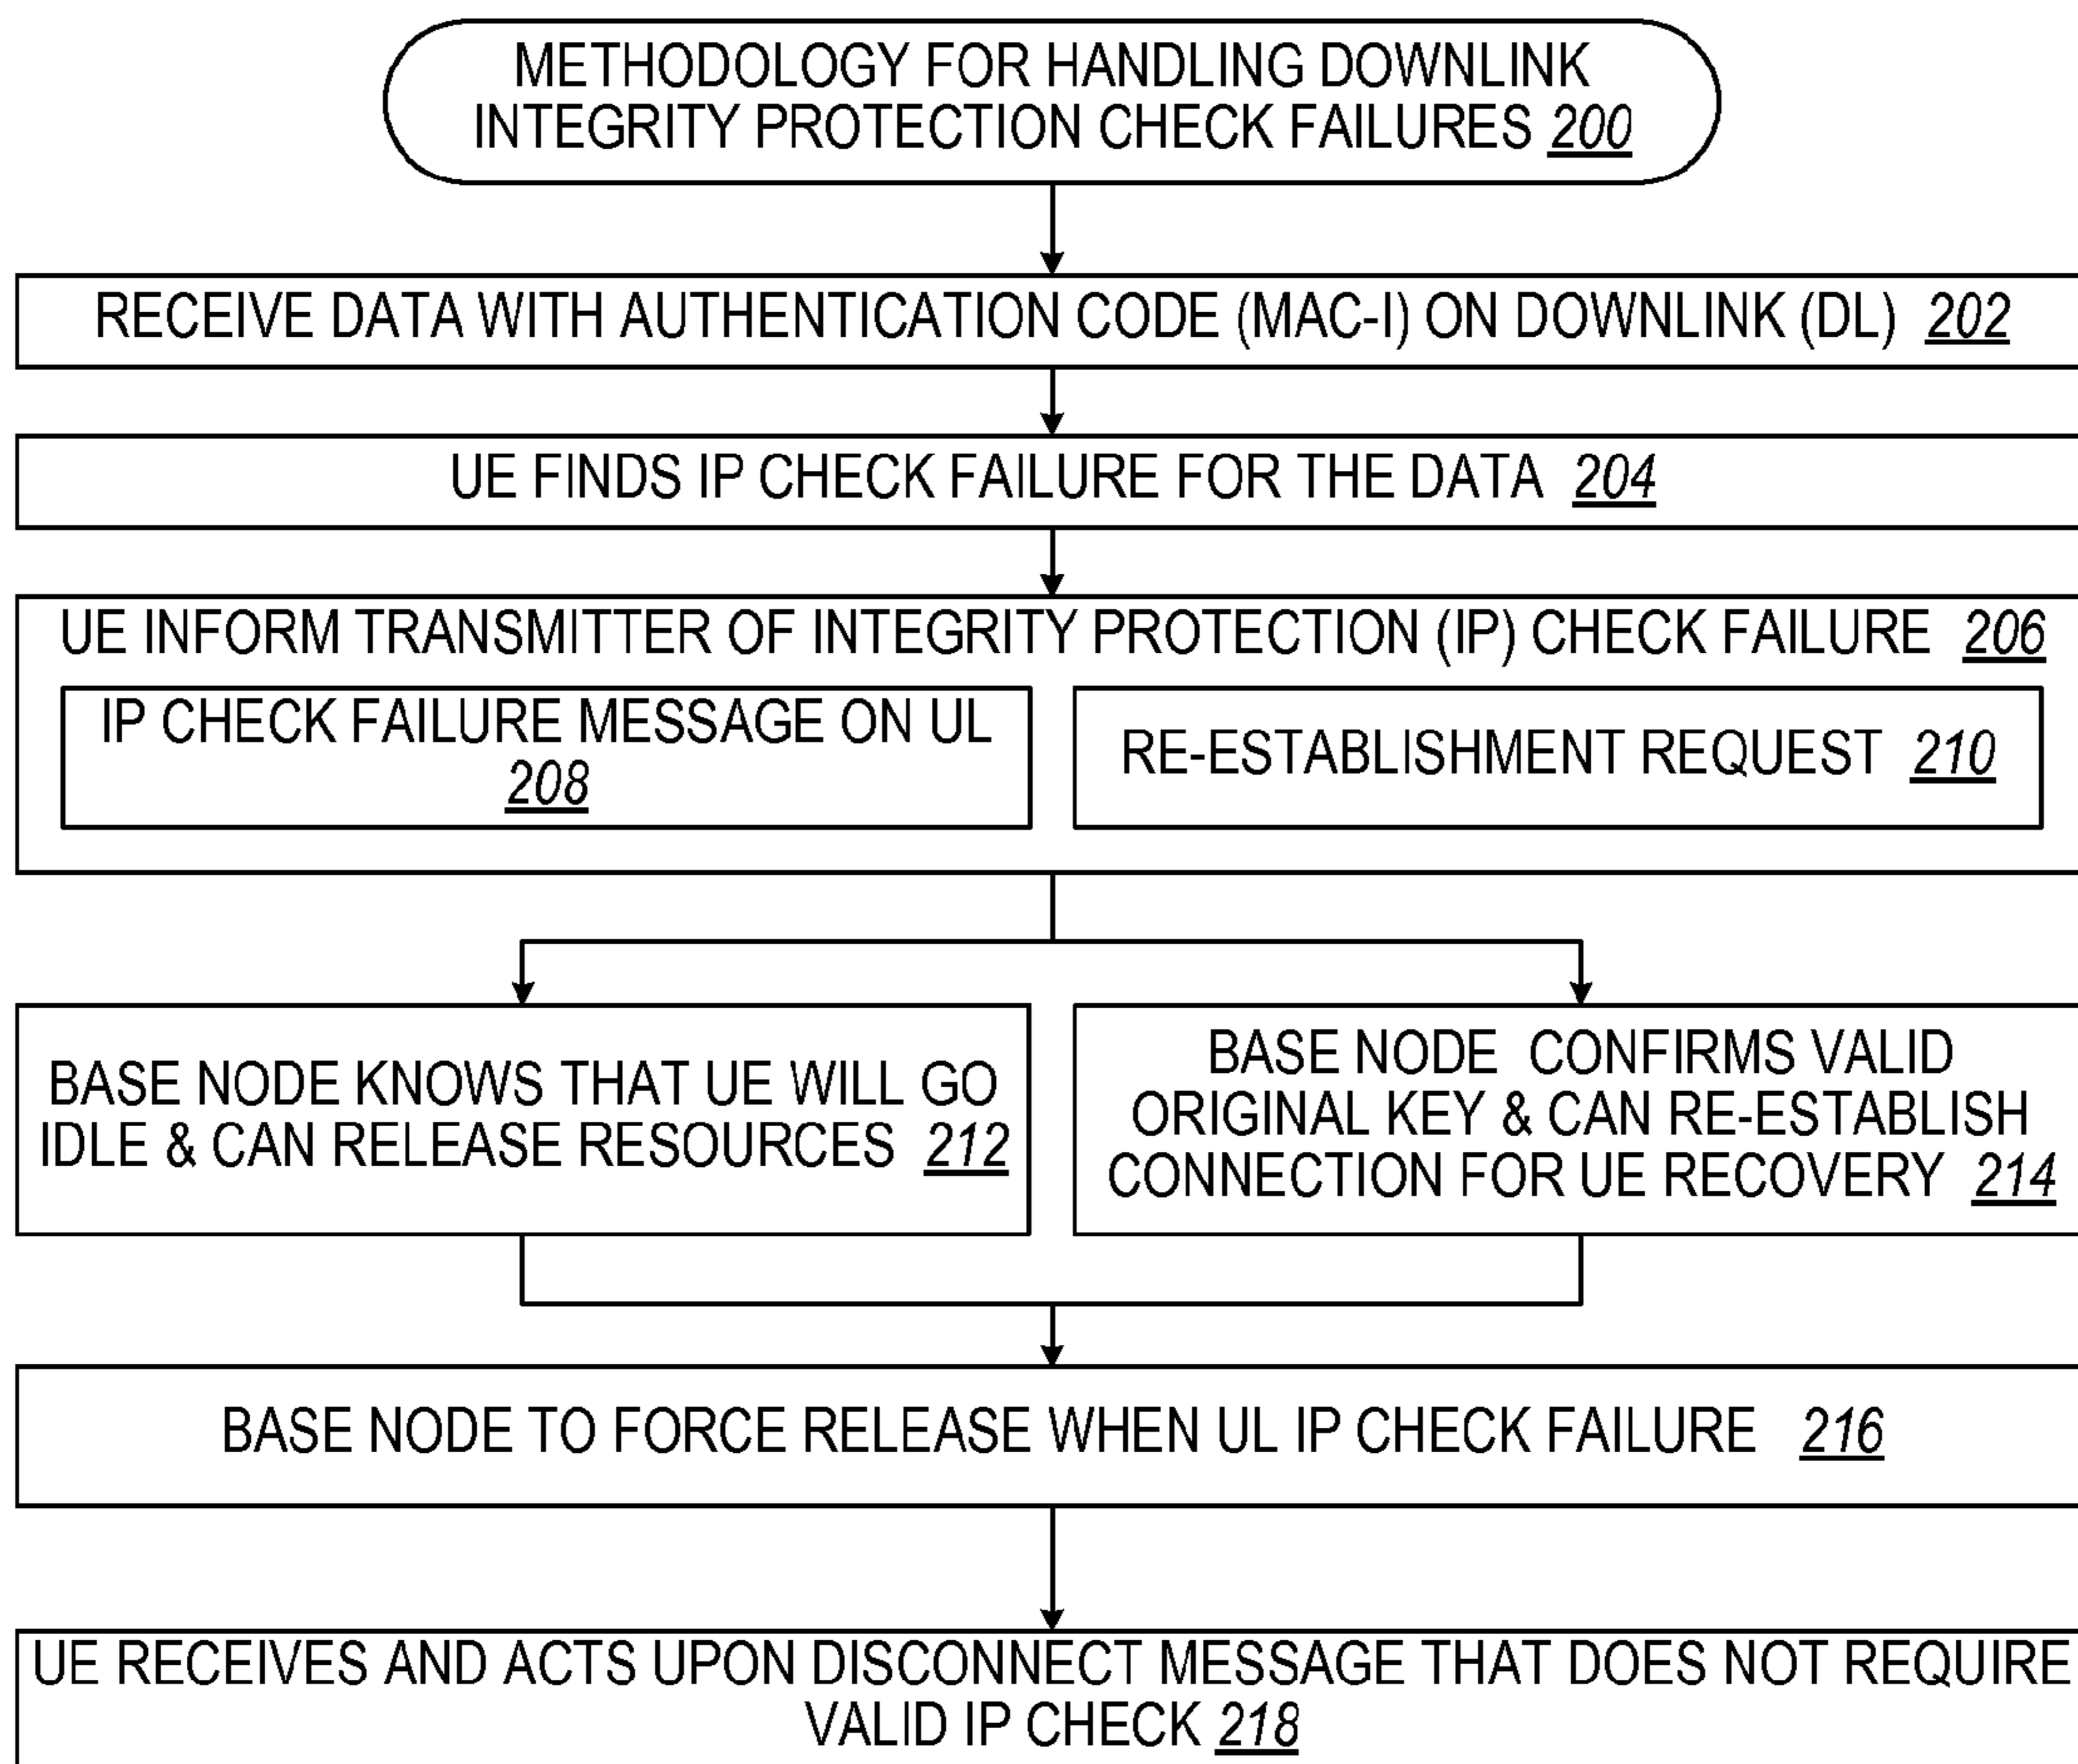 METHODOLOGY FOR HANDLING DOWNLINK
INTEGRITY PROTECTION CHECK FAILURES 200
RECEIVE DATA WITH AUTHENTICATION CODE (MAC-I) ON DOWNLINK (DL) 202
UE FINDS IP CHECK FAILURE FOR THE DATA 204
UE INFORM TRANSMITTER OF INTEGRITY PROTECTION (IP) CHECK FAILURE 206
IP CHECK FAILURE MESSAGE ON UL
208
RE-ESTABLISHMENT REQUEST 210
BASE NODE KNOWS THAT UE WILL GO
IDLE & CAN RELEASE RESOURCES 212
BASE NODE CONFIRMS VALID
ORIGINAL KEY & CAN RE-ESTABLISH
CONNECTION FOR UE RECOVERY 214
BASE NODE TO FORCE RELEASE WHEN UL IP CHECK FAILURE 216
UE RECEIVES AND ACTS UPON DISCONNECT MESSAGE THAT DOES NOT REQUIRE
VALID IP CHECK 218